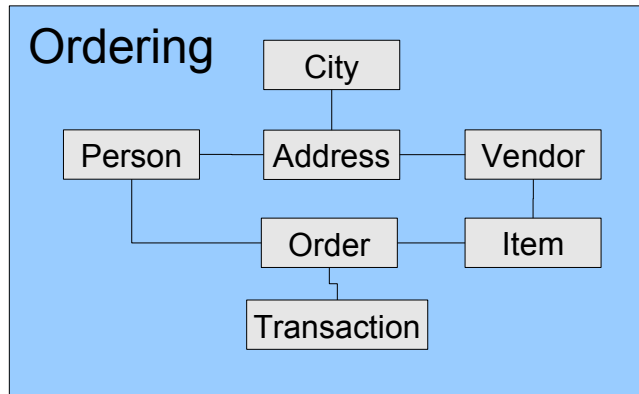 Ordering
City
Person Address Vendor
Order Item
Transaction